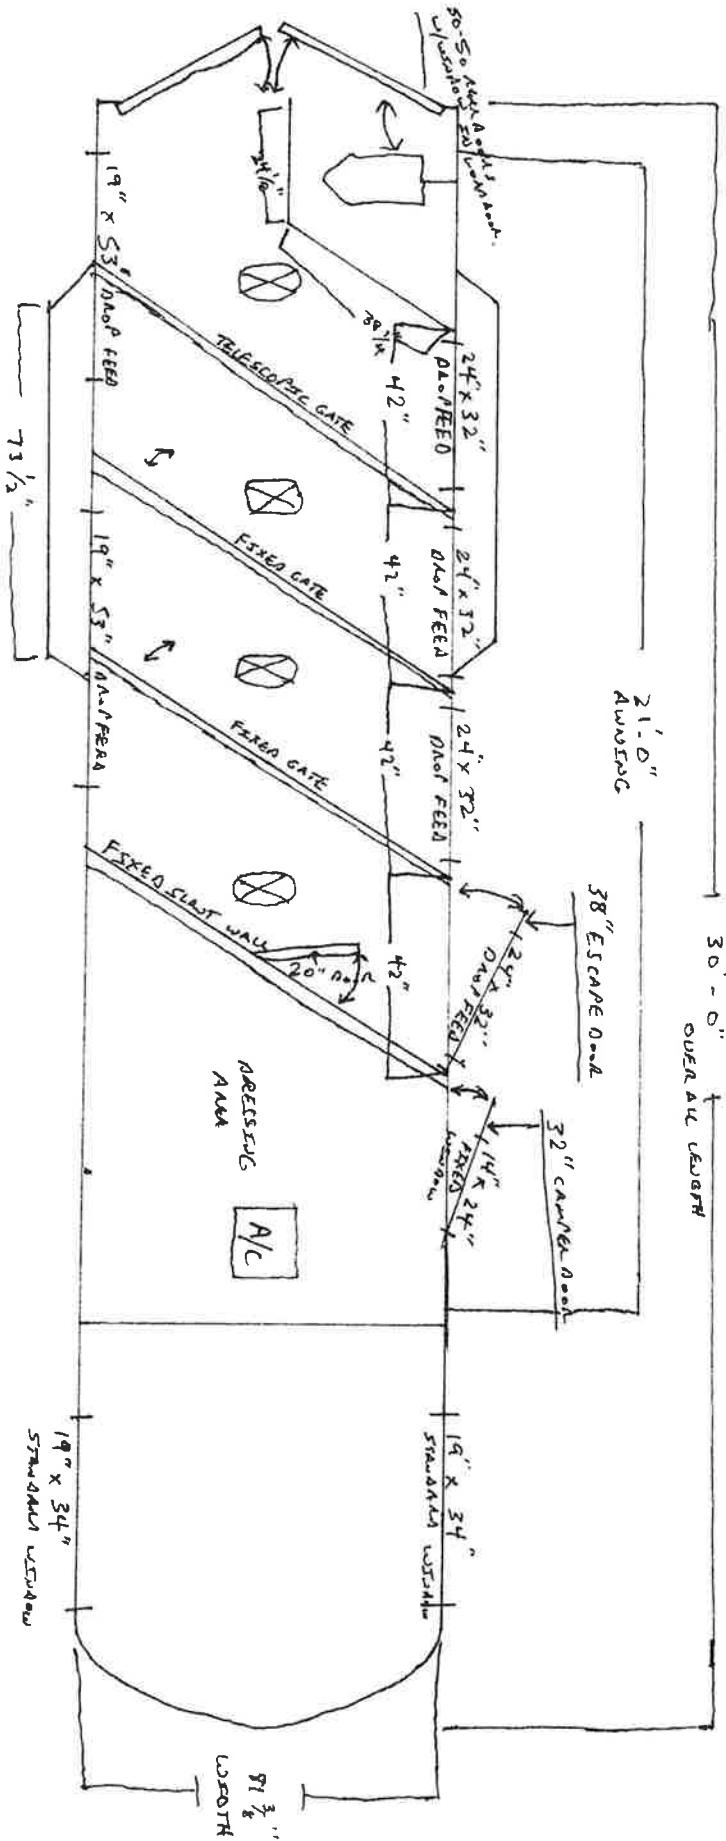 50-50 REAR DOORS
W/WINDOW IN
24 1/8"
19" x 53"
DROP FEED
73 1/2"
TELESCOPIC GATE
42"
24" x 32"
DROP FEED
FIXED GATE
42"
24" x 32"
DROP FEED
19" x 53"
DROP FEED
FIXED GATE
42"
24" x 32"
DROP FEED
21'-0"
AWNING
30'-0"
OVERALL LENGTH
FIXED SLANT WALL
20" DOOR
42"
24" x 32"
DROP FEED
38" ESCAPE DOOR
32" CAMPER DOOR
14" x 24"
FIXED
WINDOW
DRESSING
AREA
A/C
19" x 34"
STANDARD WINDOW
19" x 34"
STANDARD WINDOW
WIDTH